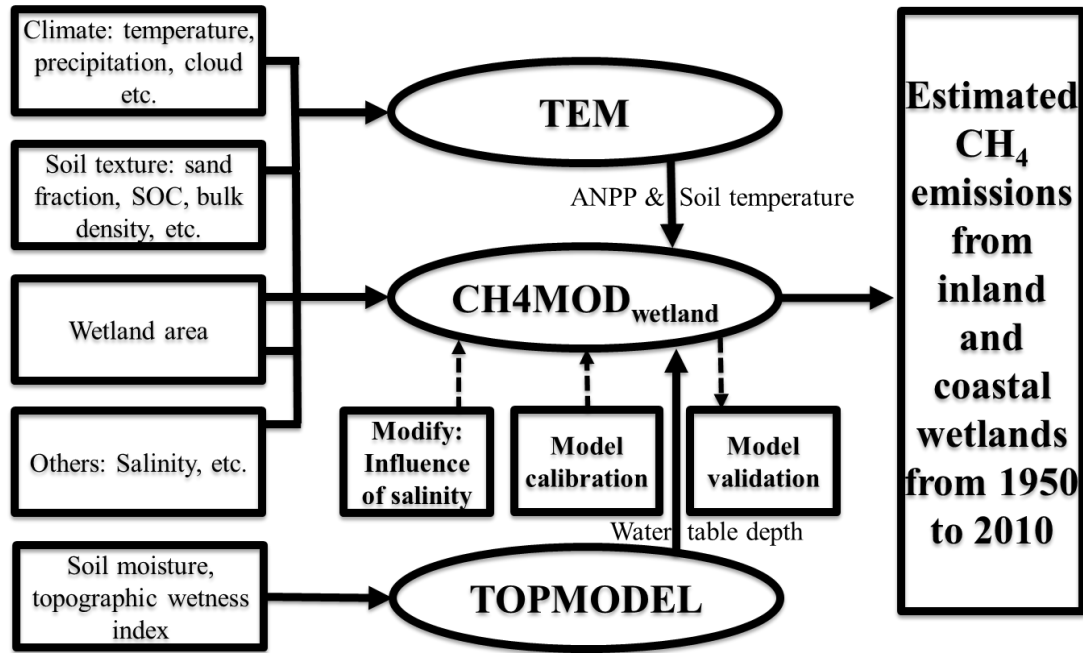 Climate: temperature,
precipitation, cloud
etc.
Soil texture: sand
fraction, SOC, bulk
density, etc.
Wetland area
Others: Salinity, etc.
Soil moisture,
topographic wetness
index
TEM
ANPP & Soil temperature
CH4MOD wetland
Modify:
Influence
of salinity
Model
calibration
Model
validation
Water table depth
TOPMODEL
Estimated
CH₄
emissions
from
inland
and
coastal
wetlands
from 1950
to 2010